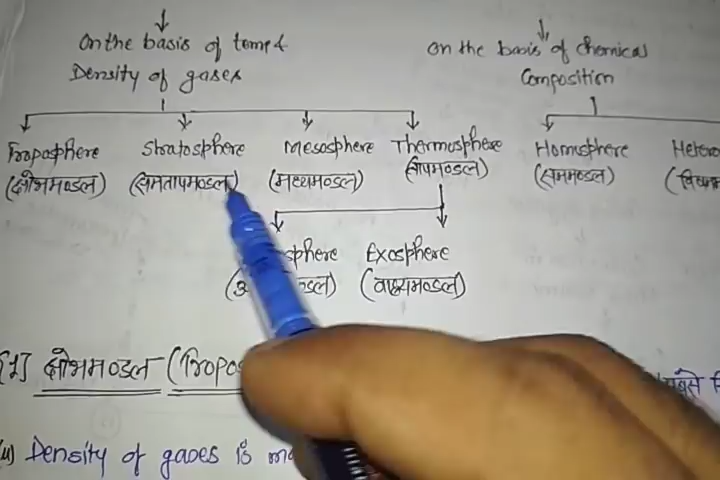 On the basis of temp &
Density of gases
On the basis of chemical
Composition
Troposphere Stratosphere Mesosphere Thermosphere Homosphere
(क्षोभमण्डल) (समतापमण्डल) (मध्यमण्डल) (तापमण्डल) (सममण्डल)
Exosphere
(वाह्यमण्डल)
[1] क्षोभमण्डल (Tropos
(ii) Density of gases is